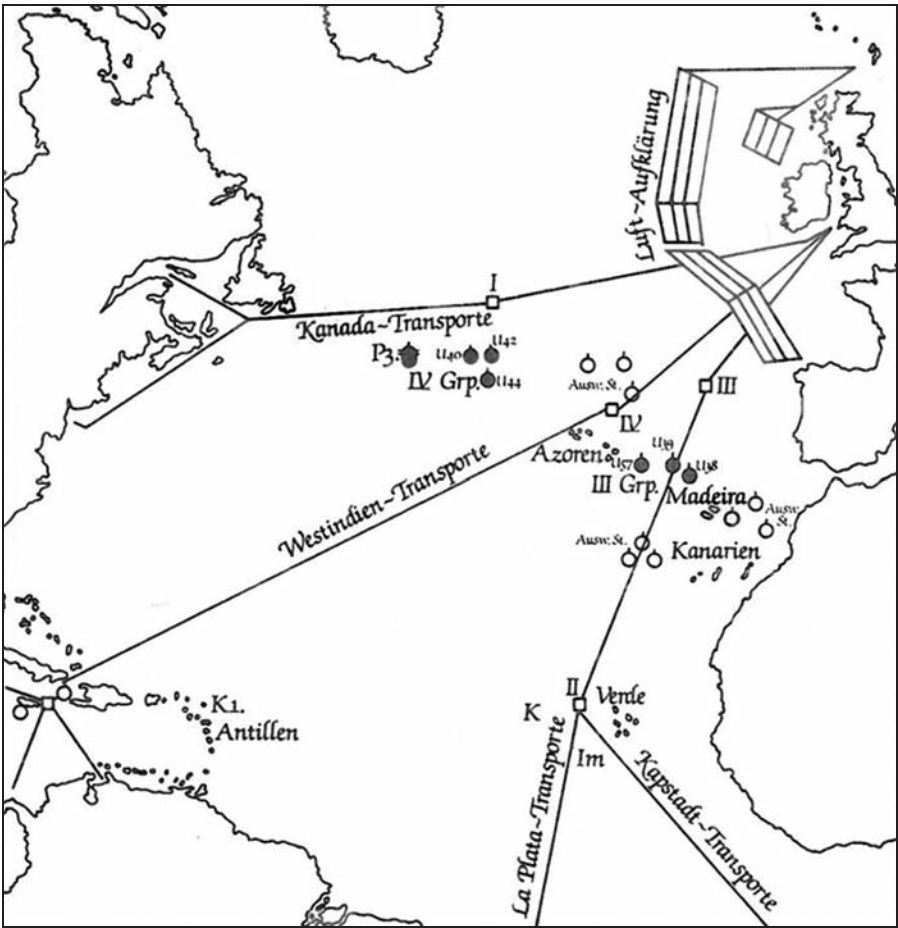 Luft-Aufklärung
I
Kanada-Transporte
P3.
U40
U42
IV Grp.
U44
Ausw. St.
III
IV
Azoren
U57
U39
U38
III Grp.
Madeira
Ausw. St.
Westindien-Transporte
Ausw. St.
Kanarien
II
Verde
K1.
Antillen
K
Im
La Plata-Transporte
Kapstadt-Transporte